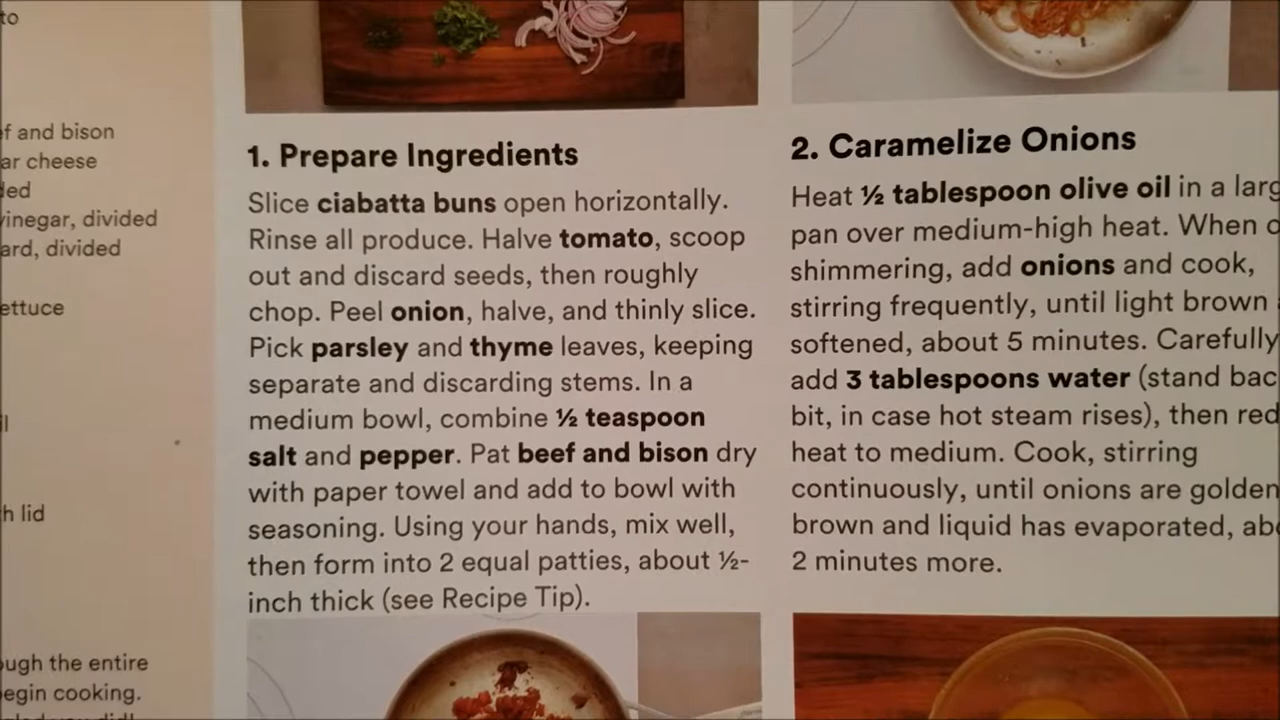 to
f and bison
ar cheese
ded
vinegar, divided
ard, divided
ettuce
il
h lid
ough the entire
egin cooking.
1. Prepare Ingredients
Slice ciabatta buns open horizontally.
Rinse all produce. Halve tomato, scoop
out and discard seeds, then roughly
chop. Peel onion, halve, and thinly slice.
Pick parsley and thyme leaves, keeping
separate and discarding stems. In a
medium bowl, combine ½ teaspoon
salt and pepper. Pat beef and bison dry
with paper towel and add to bowl with
seasoning. Using your hands, mix well,
then form into 2 equal patties, about ½-
inch thick (see Recipe Tip).
2. Caramelize Onions
Heat ½ tablespoon olive oil in a larg
pan over medium-high heat. When o
shimmering, add onions and cook,
stirring frequently, until light brown
softened, about 5 minutes. Carefully
add 3 tablespoons water (stand bac
bit, in case hot steam rises), then red
heat to medium. Cook, stirring
continuously, until onions are golden
brown and liquid has evaporated, abo
2 minutes more.